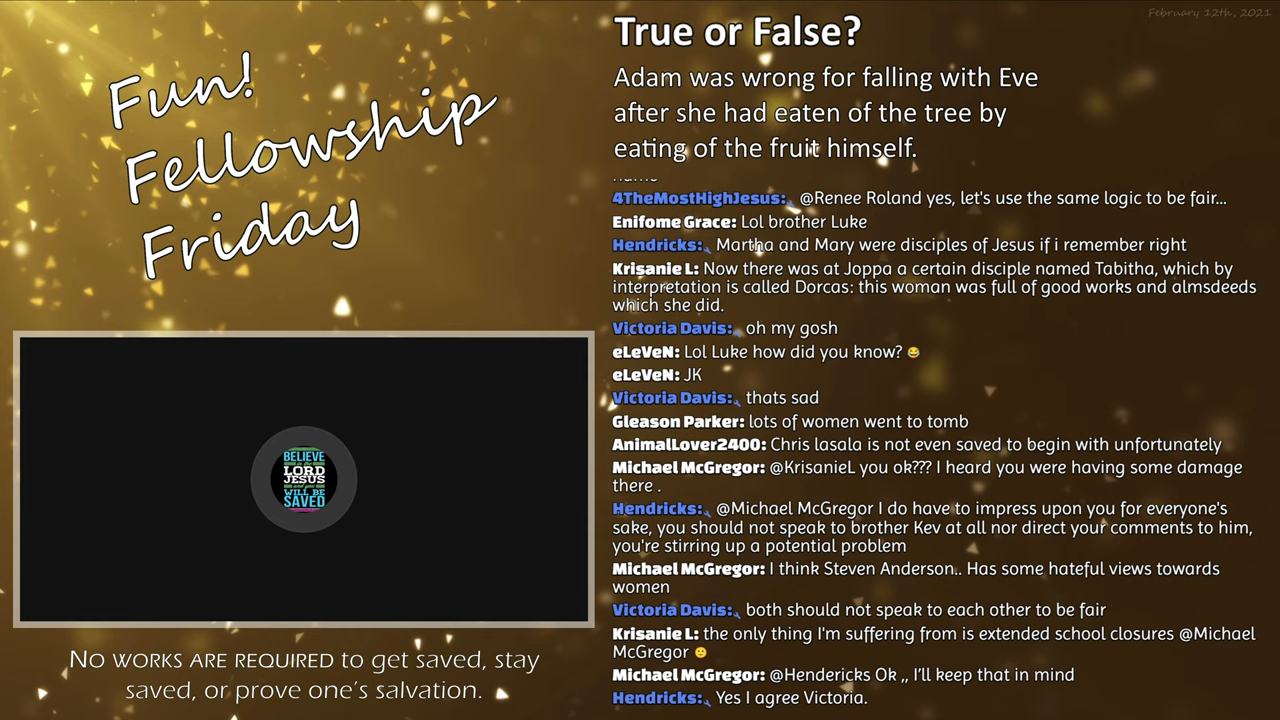 February 12th, 2021
Fun!
Fellowship
Friday
True or False?
Adam was wrong for falling with Eve
after she had eaten of the tree by
eating of the fruit himself.
4TheMostHighJesus: @Renee Roland yes, let's use the same logic to be fair...
Enifome Grace: Lol brother Luke
Hendricks: Martha and Mary were disciples of Jesus if i remember right
Krisanie L: Now there was at Joppa a certain disciple named Tabitha, which by
interpretation is called Dorcas: this woman was full of good works and almsdeeds
which she did.
Victoria Davis: oh my gosh
eLeVeN: Lol Luke how did you know? 😂
eLeVeN: JK
Victoria Davis: thats sad
Gleason Parker: lots of women went to tomb
AnimalLover2400: Chris lasala is not even saved to begin with unfortunately
Michael McGregor: @KrisanieL you ok??? I heard you were having some damage
there .
Hendricks: @Michael McGregor I do have to impress upon you for everyone's
sake, you should not speak to brother Kev at all nor direct your comments to him,
you're stirring up a potential problem
Michael McGregor: I think Steven Anderson.. Has some hateful views towards
women
Victoria Davis: both should not speak to each other to be fair
Krisanie L: the only thing I'm suffering from is extended school closures @Michael
McGregor 🙂
Michael McGregor: @Hendericks Ok ,, I'll keep that in mind
Hendricks: Yes I agree Victoria.
BELIEVE
LORD
JESUS
WILL BE
SAVED
NO WORKS ARE REQUIRED to get saved, stay
saved, or prove one's salvation.